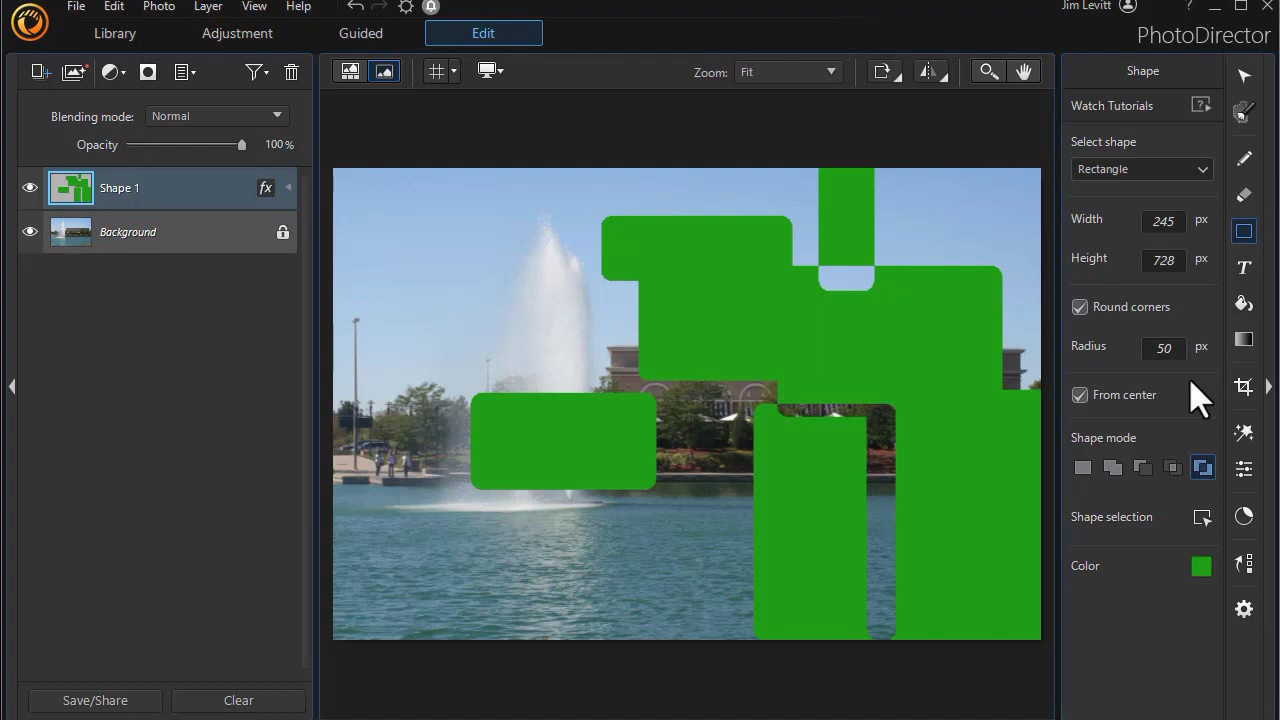 File Edit Photo Layer View Help
Jim Levitt
?
Library Adjustment Guided Edit
PhotoDirector
Zoom: Fit
Shape
Blending mode: Normal
Opacity 100 %
Shape 1
fx
Background
Save/Share Clear
Watch Tutorials
Select shape
Rectangle
Width 245 px
Height 728 px
Round corners
Radius 50 px
From center
Shape mode
Shape selection
Color
T